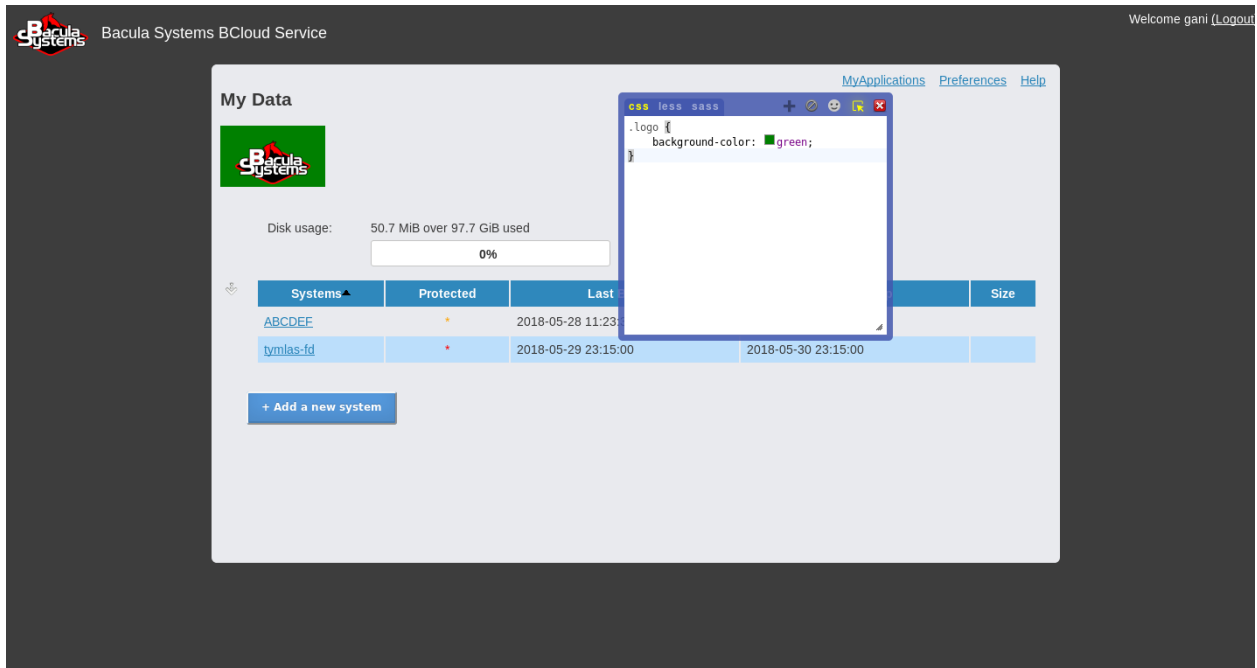 Bacula Systems
Bacula Systems BCloud Service
Welcome gani (Logout
MyApplications Preferences Help
My Data
Bacula Systems
css less sass
.logo {
background-color: green;
}
Disk usage: 50.7 MiB over 97.7 GiB used
0%
Systems Protected Last Size
ABCDEF * 2018-05-28 11:23:
tymlas-fd * 2018-05-29 23:15:00 2018-05-30 23:15:00
+ Add a new system